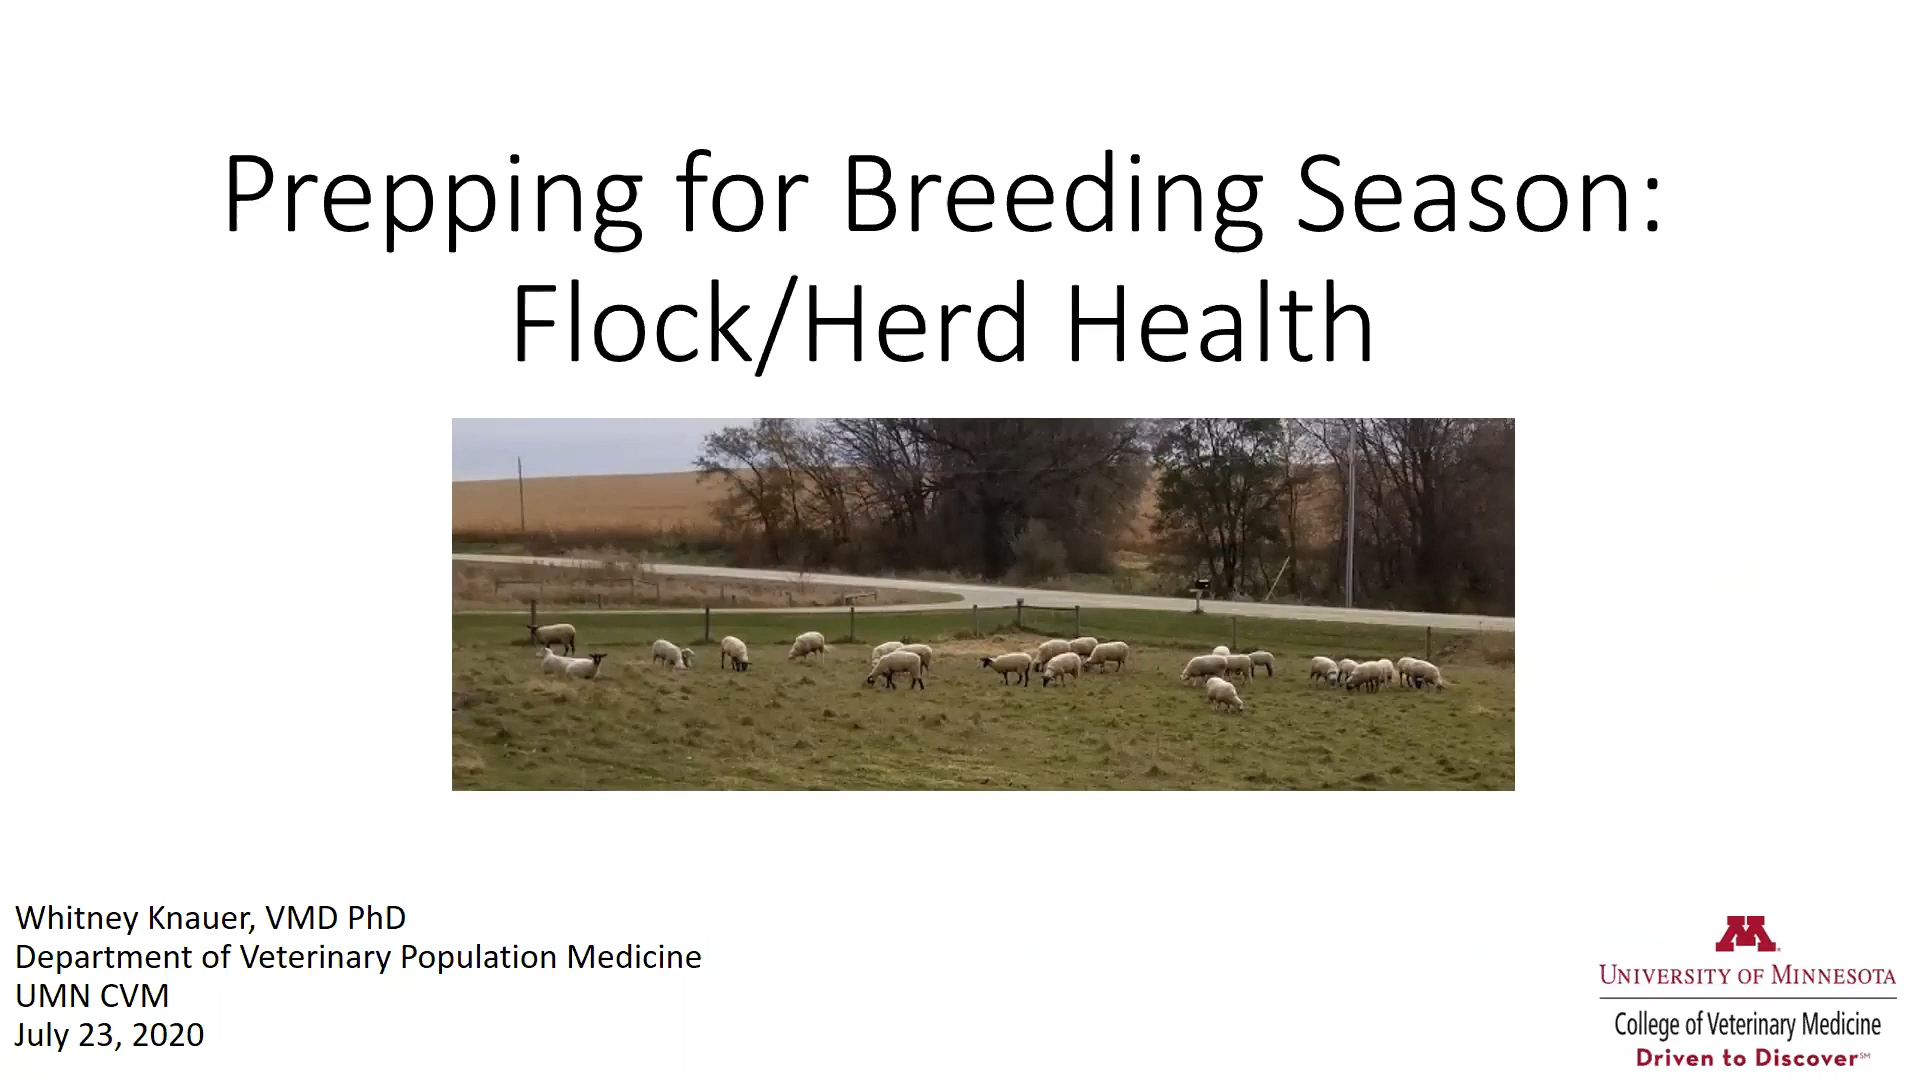 Prepping for Breeding Season:
Flock/Herd Health
Whitney Knauer, VMD PhD
Department of Veterinary Population Medicine
UMN CVM
July 23, 2020
M
UNIVERSITY OF MINNESOTA
College of Veterinary Medicine
Driven to Discover℠